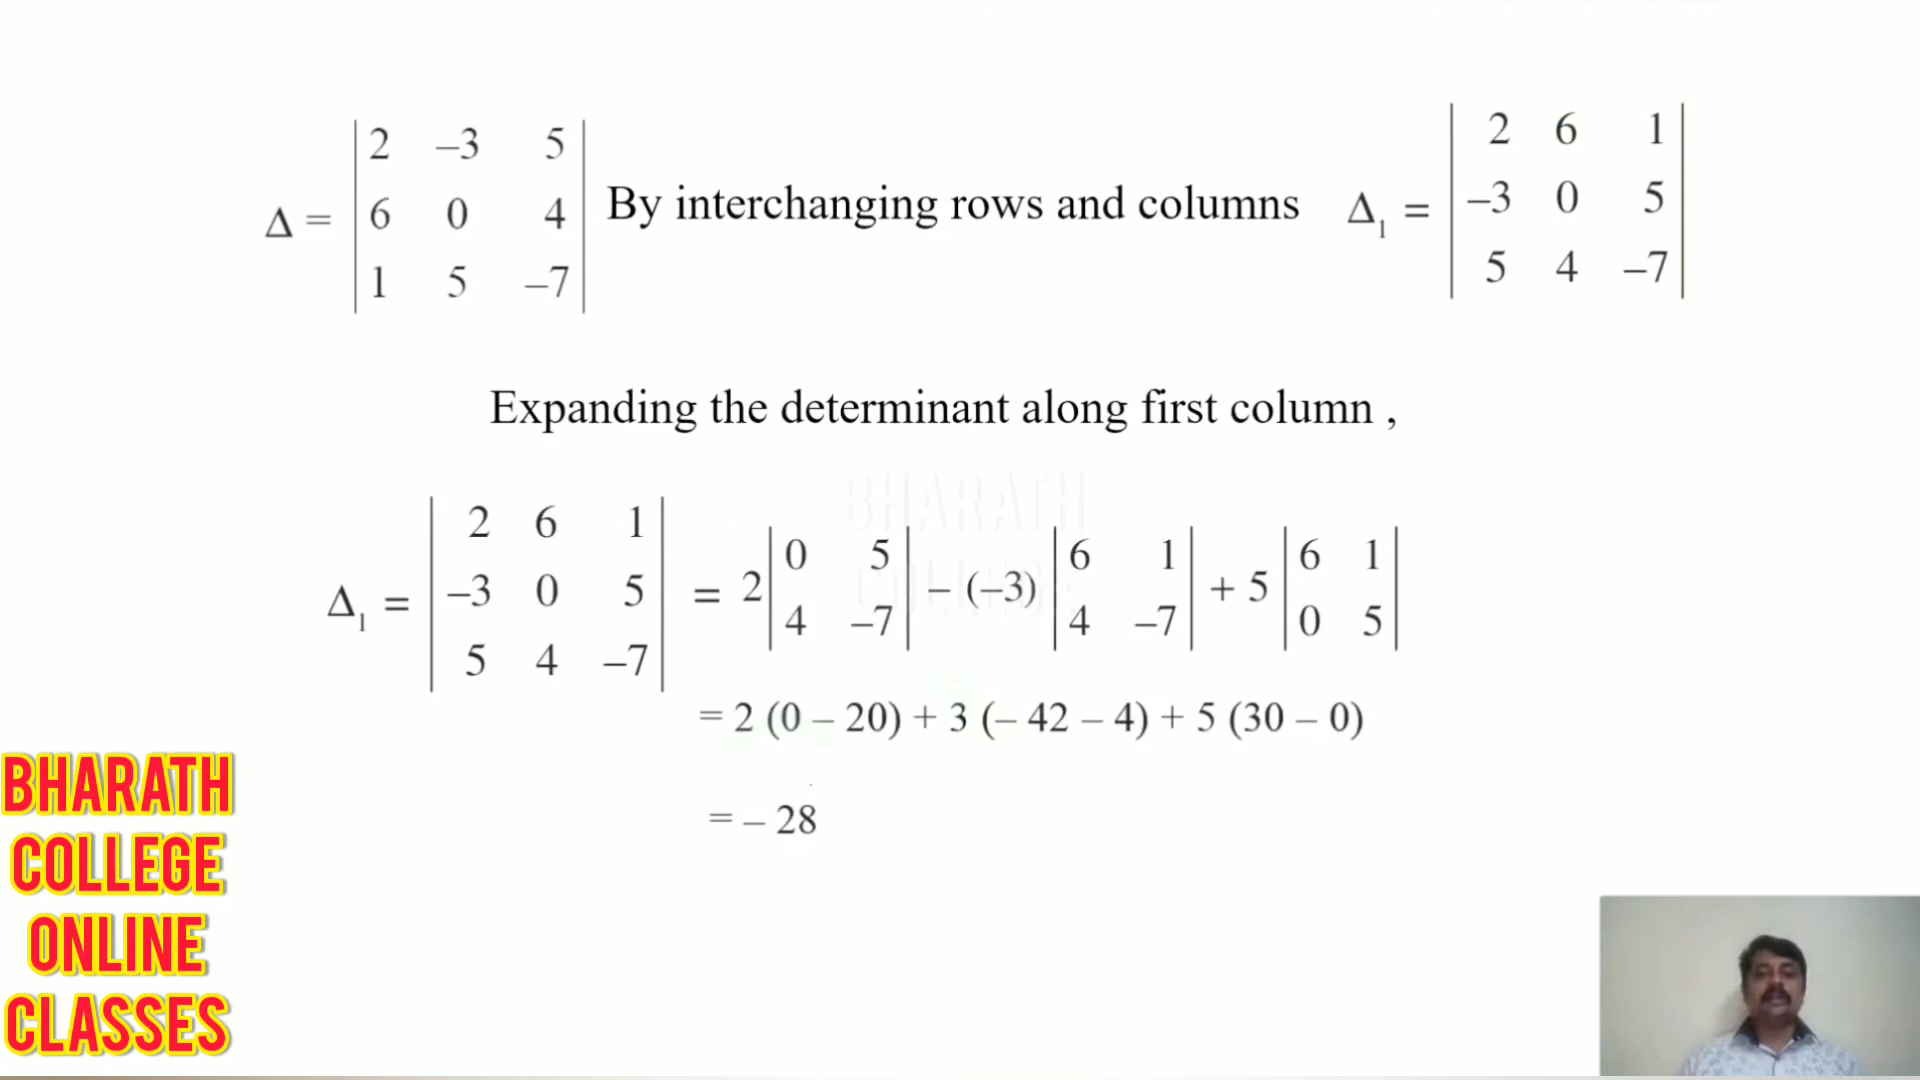 Δ = | 2 –3 5 | By interchanging rows and columns Δ₁ = | 2 6 1 |
| 6 0 4 | | –3 0 5 |
| 1 5 –7 | | 5 4 –7 |
Expanding the determinant along first column ,
BHARATH
COLLEGE
Δ₁ = | 2 6 1 | = 2 | 0 5 | – (–3) | 6 1 | + 5 | 6 1 |
| –3 0 5 | | 4 –7 | | 4 –7 | | 0 5 |
| 5 4 –7 |
= 2 (0 – 20) + 3 (– 42 – 4) + 5 (30 – 0)
= – 28
BHARATH
COLLEGE
ONLINE
CLASSES